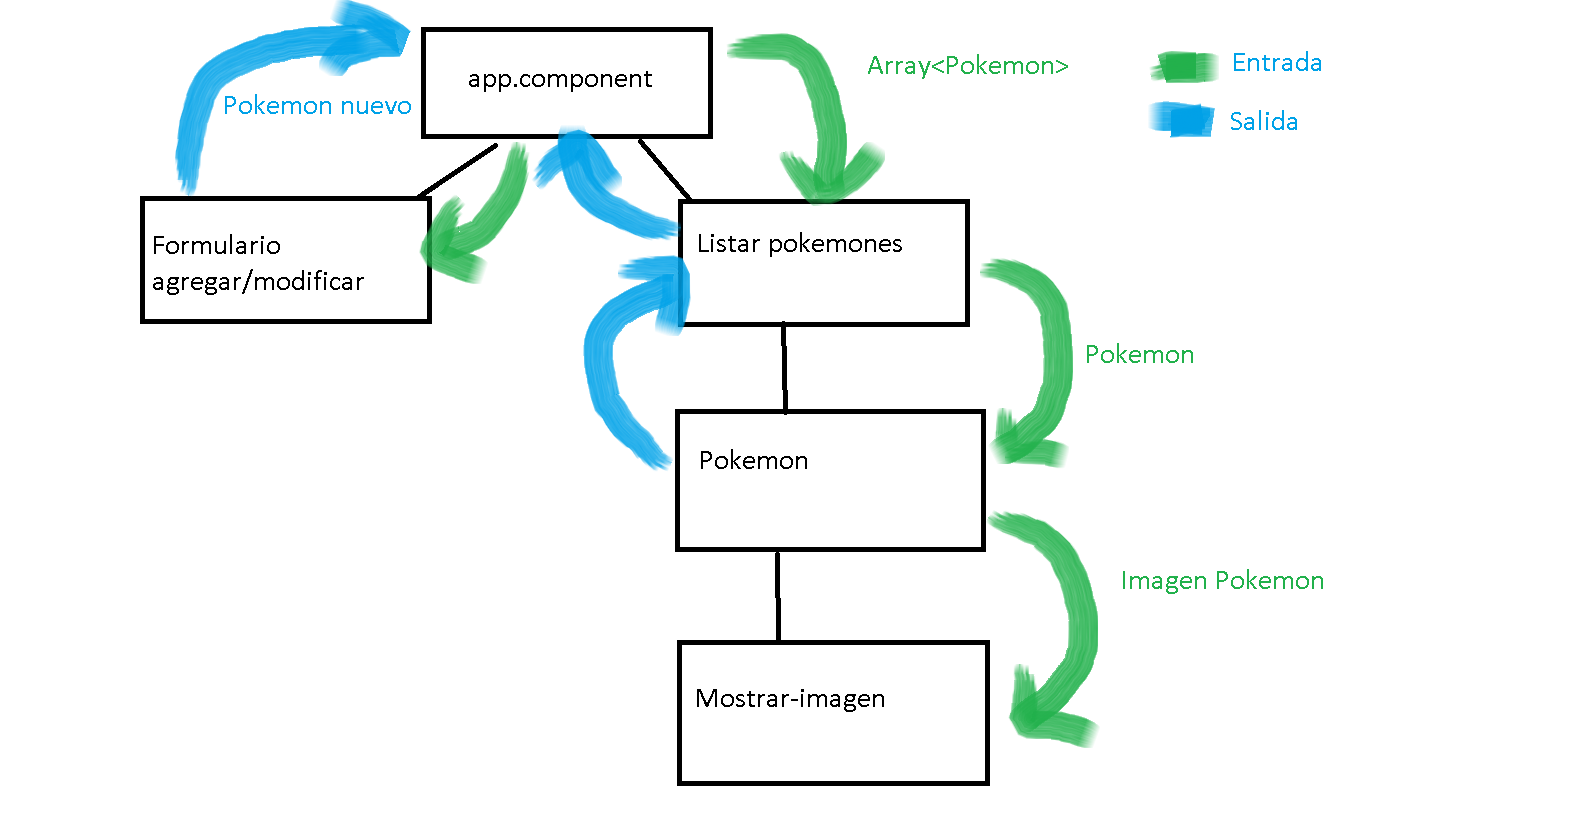 app.component
Array<Pokemon>
Entrada
Pokemon nuevo
Salida
Formulario
agregar/modificar
Listar pokemones
Pokemon
Pokemon
Imagen Pokemon
Mostrar-imagen